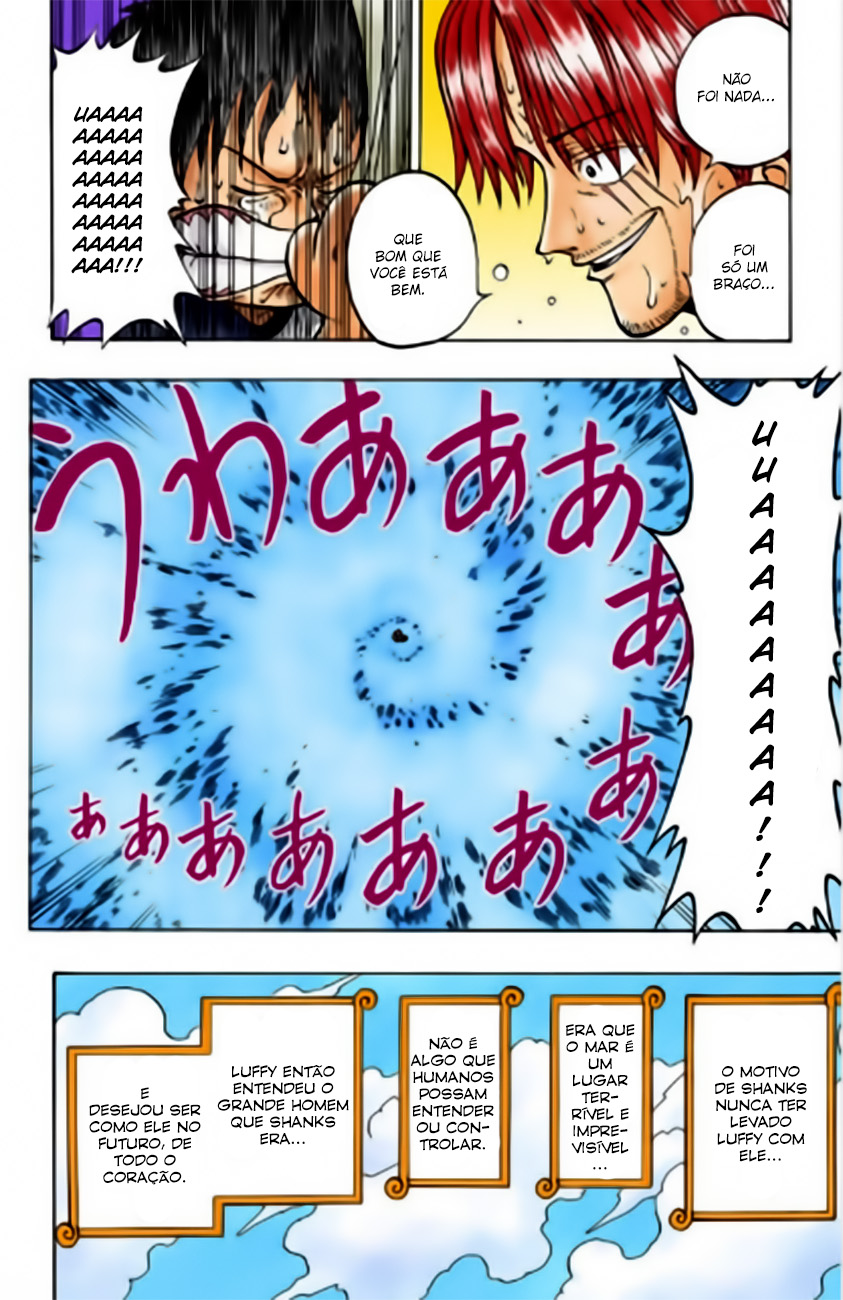 NÃO
FOI NADA...
FOI
SÓ UM
BRAÇO...
QUE
BOM QUE
VOCÊ ESTÁ
BEM.
UAAAA
AAAAA
AAAAA
AAAAA
AAAAA
AAAAA
AAAAA
AAA!!!
U
U
A
A
A
A
A
A
A
A
A
!
!
!
うわあああ
ああ
ああああああ
O MOTIVO
DE SHANKS
NUNCA TER
LEVADO
LUFFY COM
ELE...
ERA QUE
O MAR É
UM
LUGAR
TER-
RÍVEL E
IMPRE-
VISÍVEL
...
NÃO É
ALGO QUE
HUMANOS
POSSAM
ENTENDER
OU CON-
TROLAR.
LUFFY ENTÃO
ENTENDEU O
GRANDE HOMEM
QUE SHANKS
ERA...
E
DESEJOU SER
COMO ELE NO
FUTURO, DE
TODO O
CORAÇÃO.